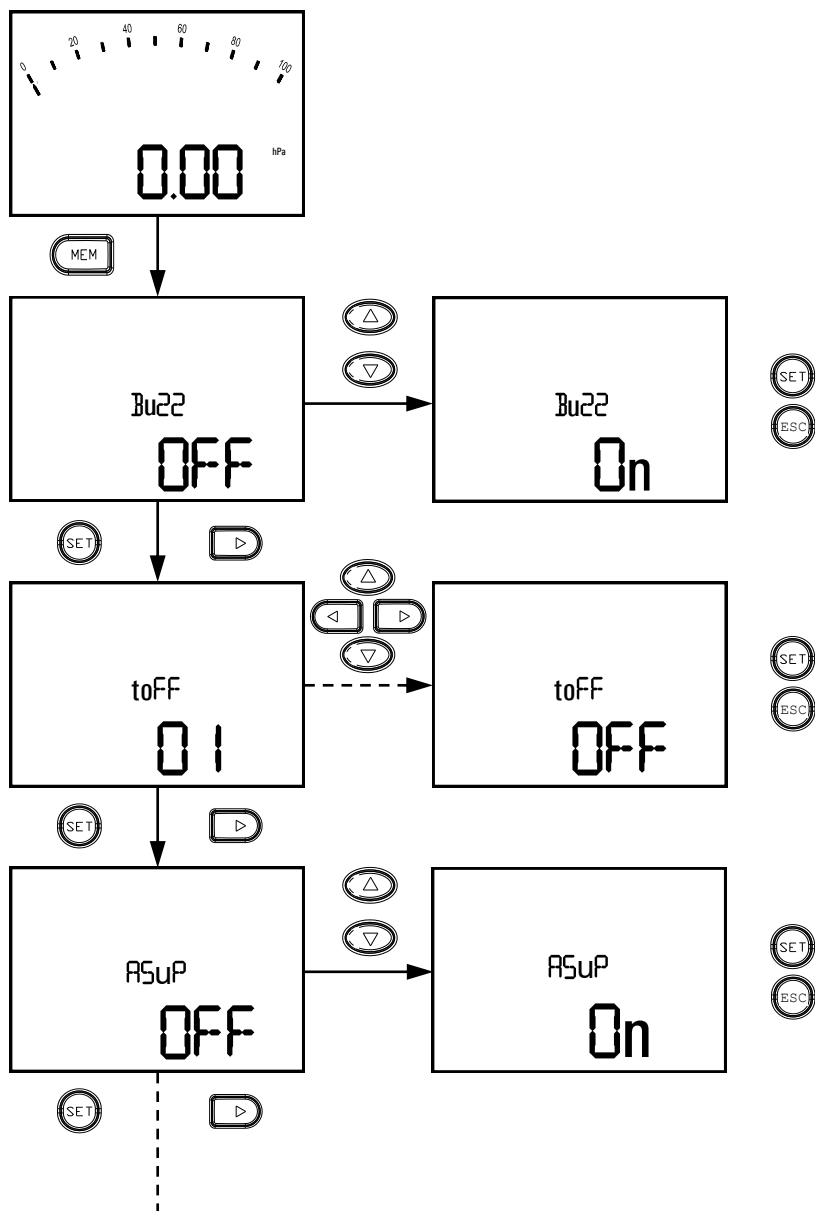 0 20 40 60 80 100
0.00 hPa
MEM
Bu22
OFF
Bu22
On
SET
ESC
SET
toFF
01
toFF
OFF
SET
ESC
SET
ASuP
OFF
ASuP
On
SET
ESC
SET